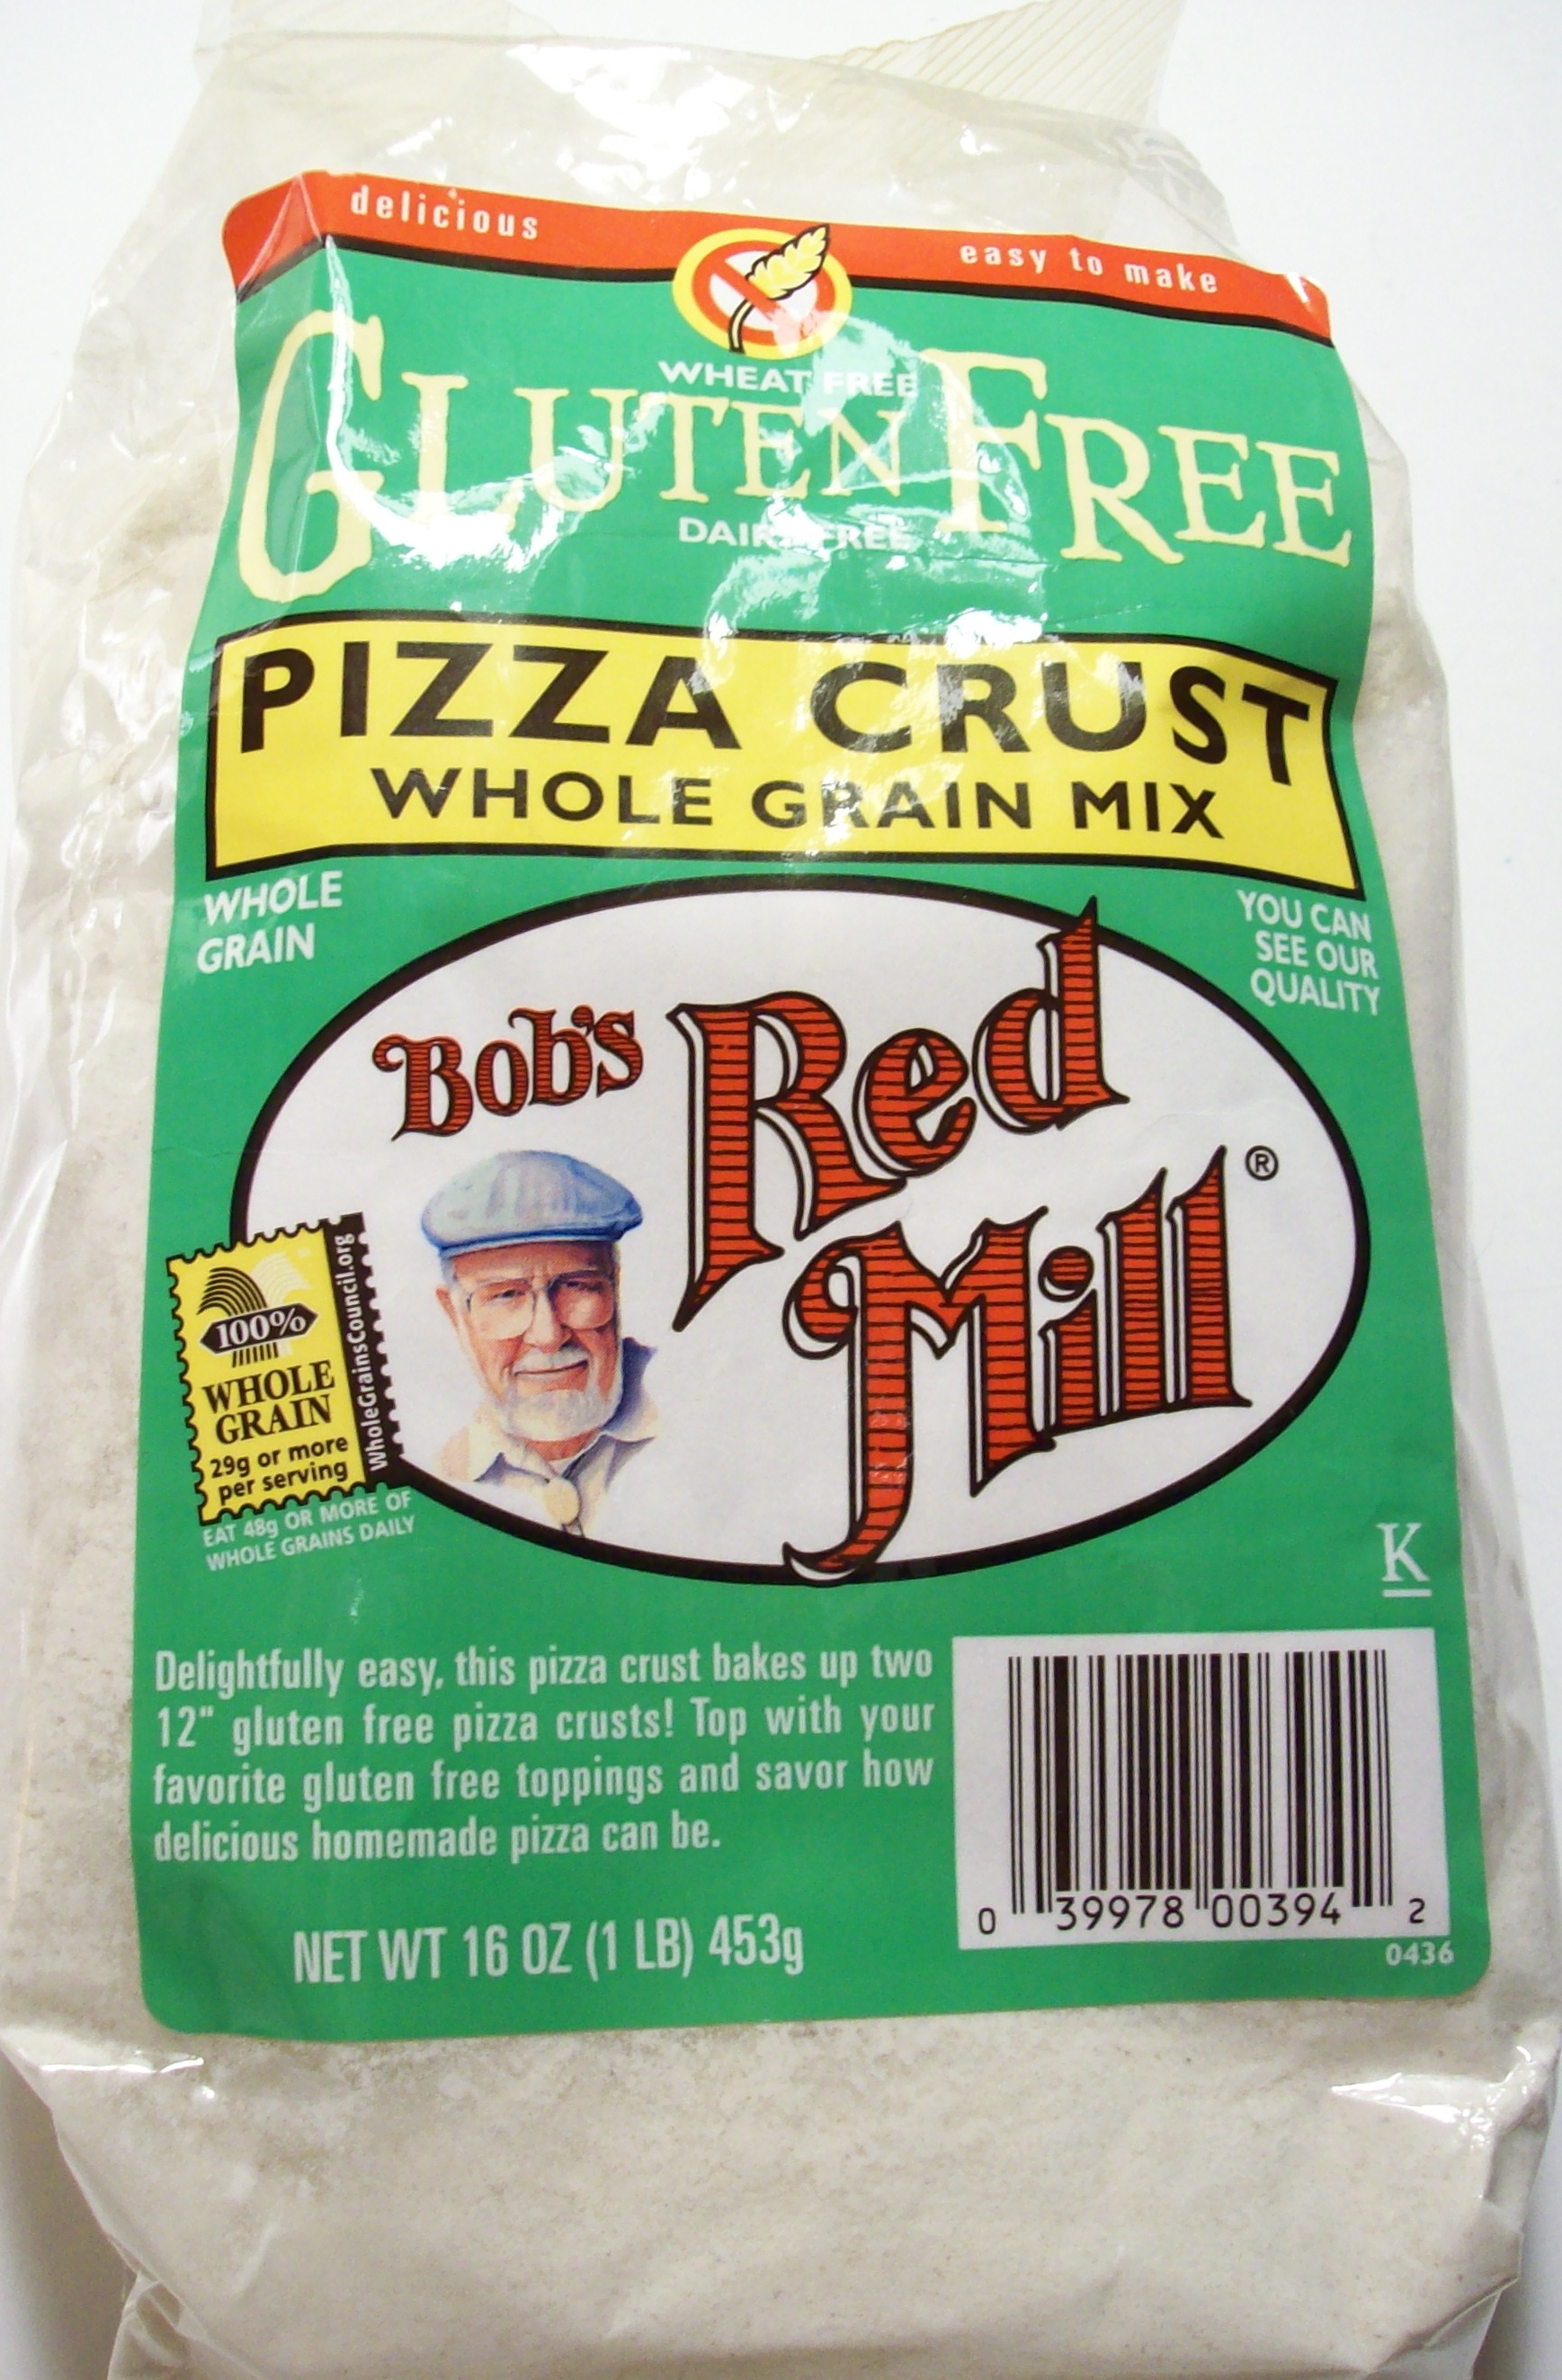 delicious
easy to make
WHEAT FREE
GLUTEN FREE
DAIRY FREE
PIZZA CRUST
WHOLE GRAIN MIX
WHOLE
GRAIN
YOU CAN
SEE OUR
QUALITY
Bob's
Red
Mill ®
100%
WHOLE
GRAIN
29g or more
per serving
WholeGrainsCouncil.org
EAT 48g OR MORE OF
WHOLE GRAINS DAILY
K
Delightfully easy, this pizza crust bakes up two
12" gluten free pizza crusts! Top with your
favorite gluten free toppings and savor how
delicious homemade pizza can be.
NET WT 16 OZ (1 LB) 453g
0 39978 00394 2
0436